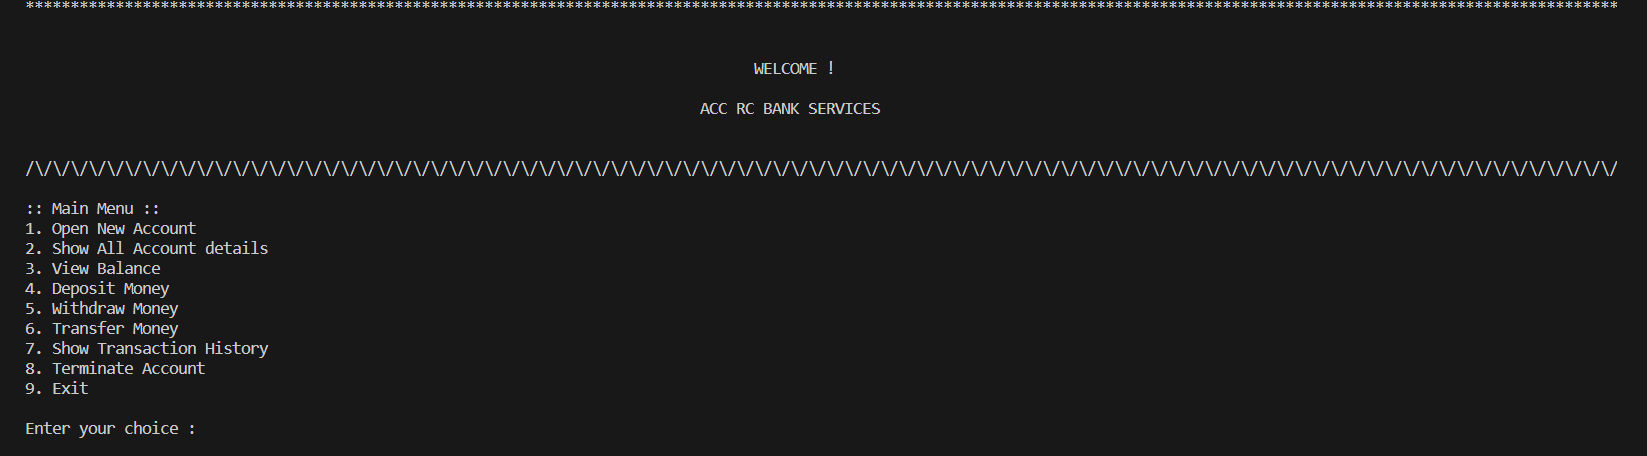 *********************************************************************************************************************************************************************************
WELCOME !
ACC RC BANK SERVICES
/\/\/\/\/\/\/\/\/\/\/\/\/\/\/\/\/\/\/\/\/\/\/\/\/\/\/\/\/\/\/\/\/\/\/\/\/\/\/\/\/\/\/\/\/\/\/\/\/\/\/\/\/\/\/\/\/\/\/\/\/\/\/\/\/\/\/\/\/\/\/\/\/\/\/\/\/\/\/\/\/\/\/\/\/\/\/\/\/
:: Main Menu ::
1. Open New Account
2. Show All Account details
3. View Balance
4. Deposit Money
5. Withdraw Money
6. Transfer Money
7. Show Transaction History
8. Terminate Account
9. Exit
Enter your choice :